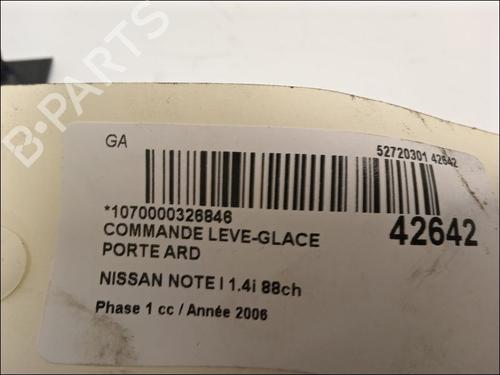 B-PARTS
GA
52720301 42642
*1070000326846
42642
COMMANDE LEVE-GLACE
PORTE ARD
NISSAN NOTE I 1.4i 88ch
Phase 1 cc / Année 2006